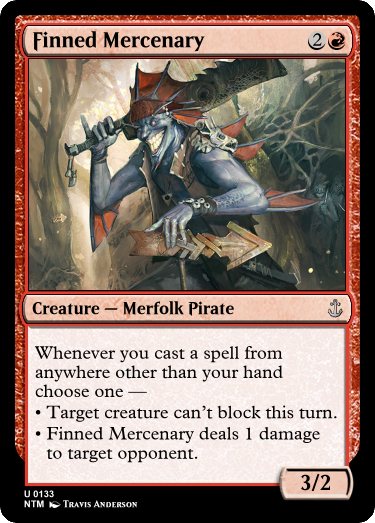 Finned Mercenary 2
Creature — Merfolk Pirate
Whenever you cast a spell from
anywhere other than your hand
choose one —
• Target creature can't block this turn.
• Finned Mercenary deals 1 damage
to target opponent.
3/2
U 0133
NTM Travis Anderson